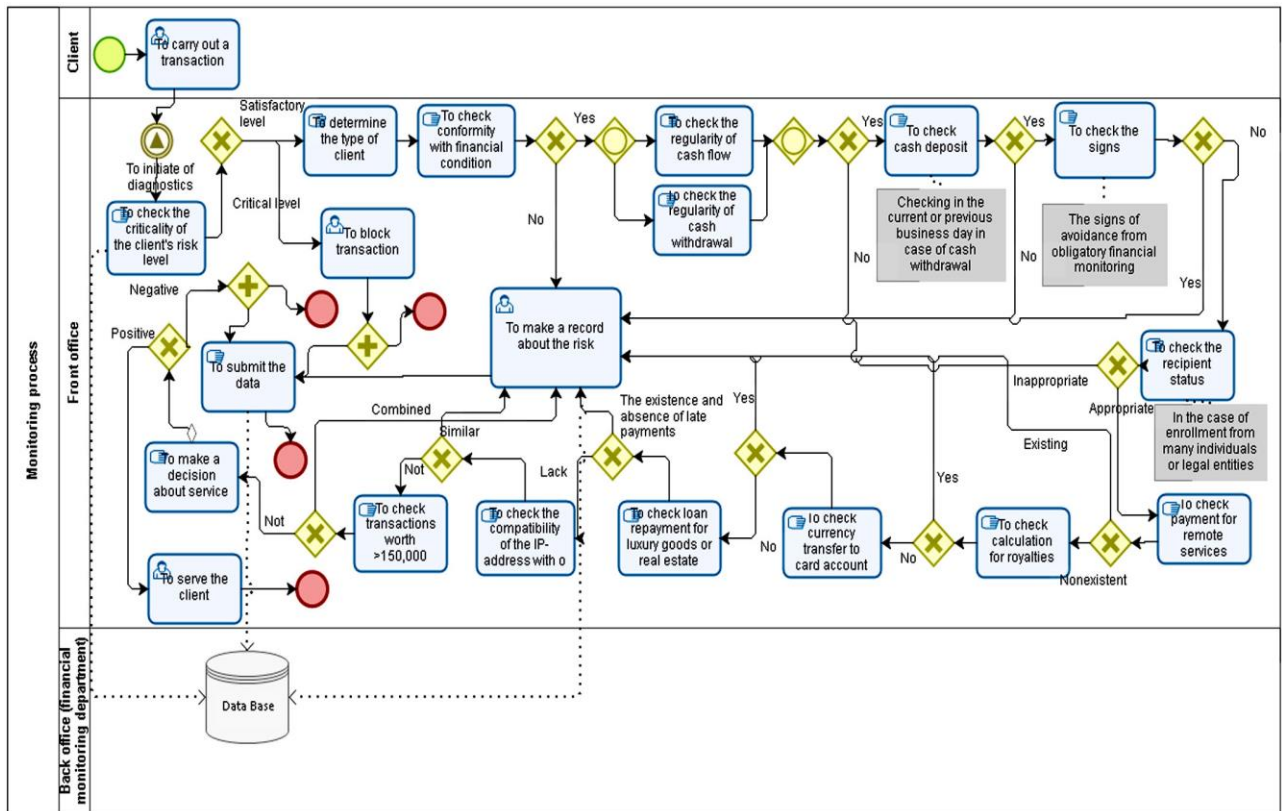 Monitoring process
Client
To carry out a
transaction
Front office
To initiate of
diagnostics
To check the
criticality of
the client's risk
level
Satisfactory
level
Critical level
To determine
the type of
client
To check
conformity
with financial
condition
Yes
No
To check the
regularity of
cash flow
To check the
regularity of
cash
withdrawal
Yes
No
To check
cash deposit
Checking in the
current or previous
business day in
case of cash
withdrawal
Yes
No
To check the
signs
The signs of
avoidance from
obligatory financial
monitoring
No
Yes
To block
transaction
Negative
Positive
To submit the
data
To make a record
about the risk
To check the
recipient
status
Inappropriate
Appropriate
In the case of
enrollment from
many individuals
or legal entities
Existing
Nonexistent
To check
payment for
remote
services
To check
calculation
for royalties
Yes
No
To check
currency
transfer to
card account
Yes
No
To check loan
repayment for
luxury goods or
real estate
The existence and
absence of late
payments
Lack
To check the
compatibility
of the IP-
address with o
Similar
Not
Combined
To check
transactions
worth
>150,000
Not
To make a
decision
about service
To serve the
client
Back office (financial
monitoring department)
Data Base